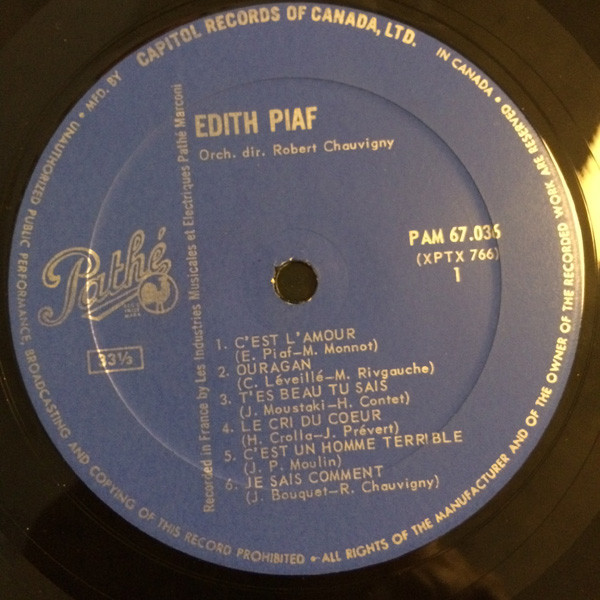 MFD. BY CAPITOL RECORDS OF CANADA, LTD. IN CANADA • UNAUTHORIZED PUBLIC PERFORMANCE, BROADCASTING AND COPYING OF THIS RECORD PROHIBITED •- ALL RIGHTS OF THE MANUFACTURER AND OF THE OWNER OF THE RECORDED WORK ARE RESERVED •
EDITH PIAF
Orch. dir. Robert Chauvigny
Recorded in France by Les Industries Musicales et Electriques Pathé Marconi
Pathé
33⅓
PAM 67.036
(XPTX 766)
1
1. C'EST L'AMOUR
(E. Piaf-M. Monnot)
2. OURAGAN
(C. Léveillé-M. Rivgauche)
3. T'ES BEAU TU SAIS
(J. Moustaki-H. Contet)
4. LE CRI DU COEUR
(H. Crolla-J. Prévert)
5. C'EST UN HOMME TERRIBLE
(J. P. Moulin)
6. JE SAIS COMMENT
(J. Bouquet-R. Chauvigny)